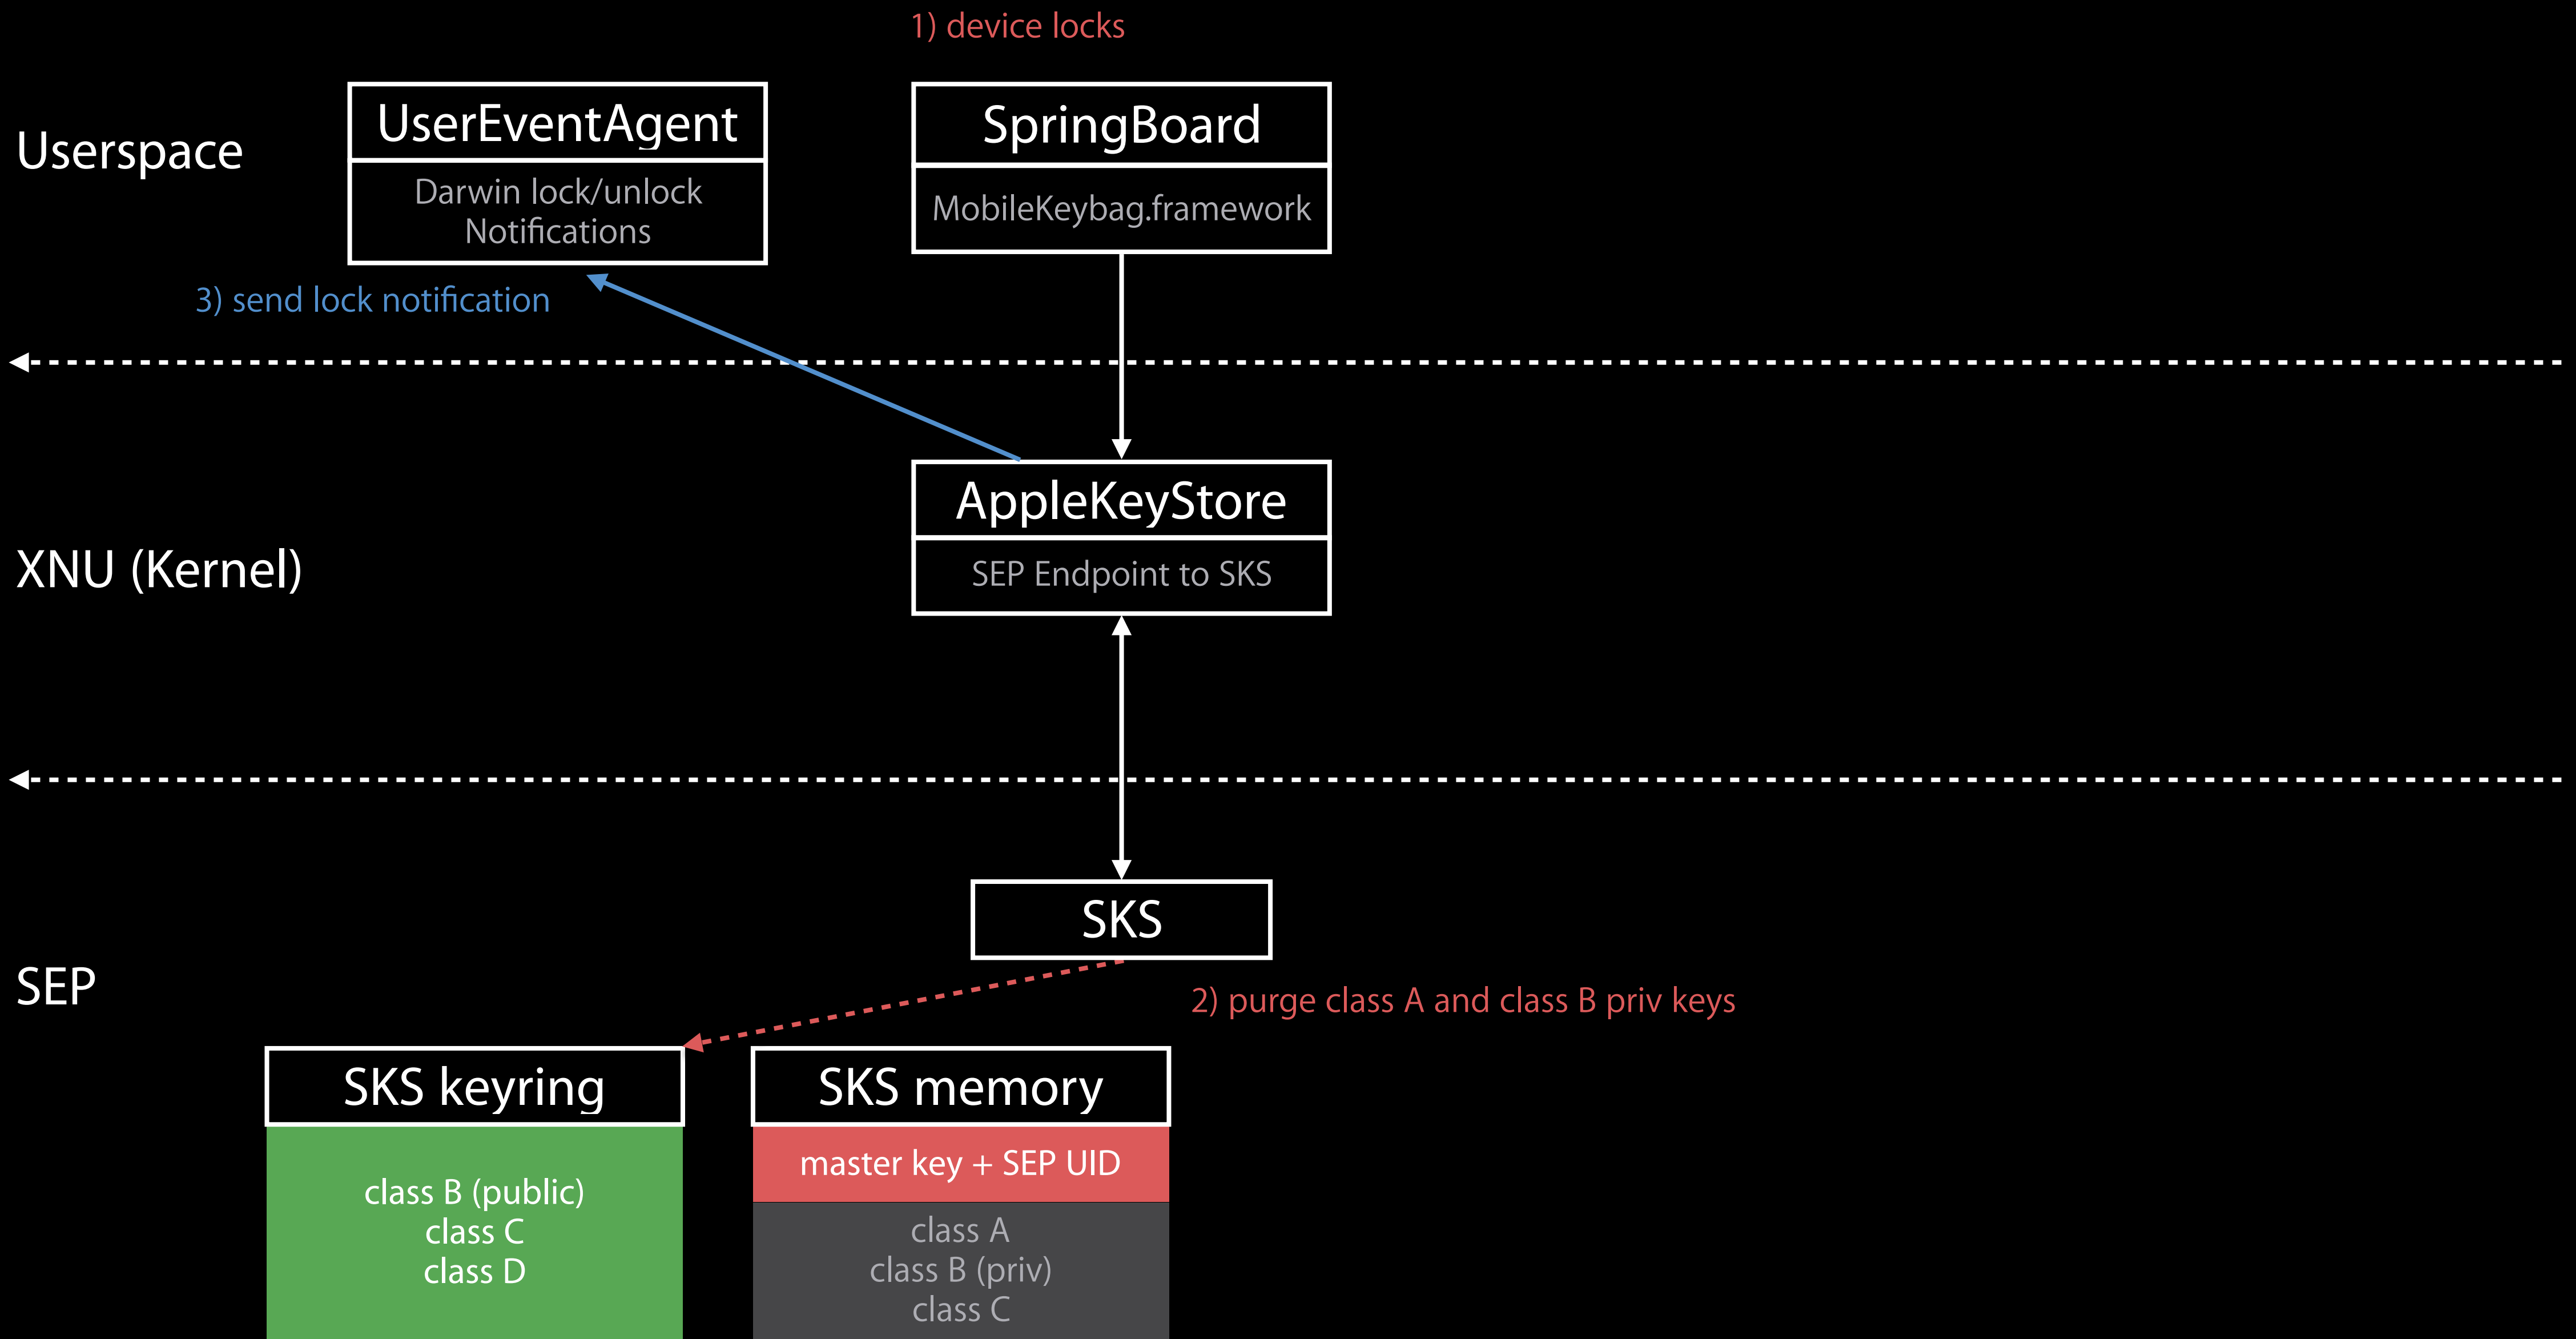 1) device locks
Userspace
UserEventAgent
Darwin lock/unlock
Notifications
SpringBoard
MobileKeybag.framework
3) send lock notification
XNU (Kernel)
AppleKeyStore
SEP Endpoint to SKS
SEP
SKS
2) purge class A and class B priv keys
SKS keyring
class B (public)
class C
class D
SKS memory
master key + SEP UID
class A
class B (priv)
class C